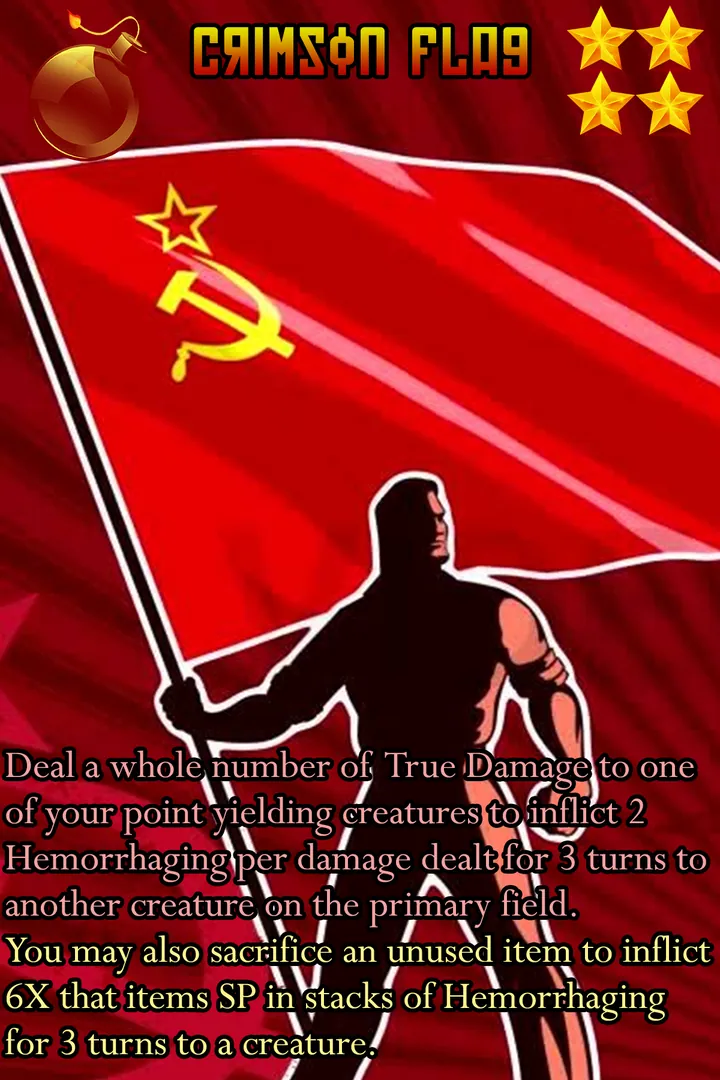 CЯIMSФN FLAG
Deal a whole number of True Damage to one
of your point yielding creatures to inflict 2
Hemorrhaging per damage dealt for 3 turns to
another creature on the primary field.
You may also sacrifice an unused item to inflict
6X that items SP in stacks of Hemorrhaging
for 3 turns to a creature.